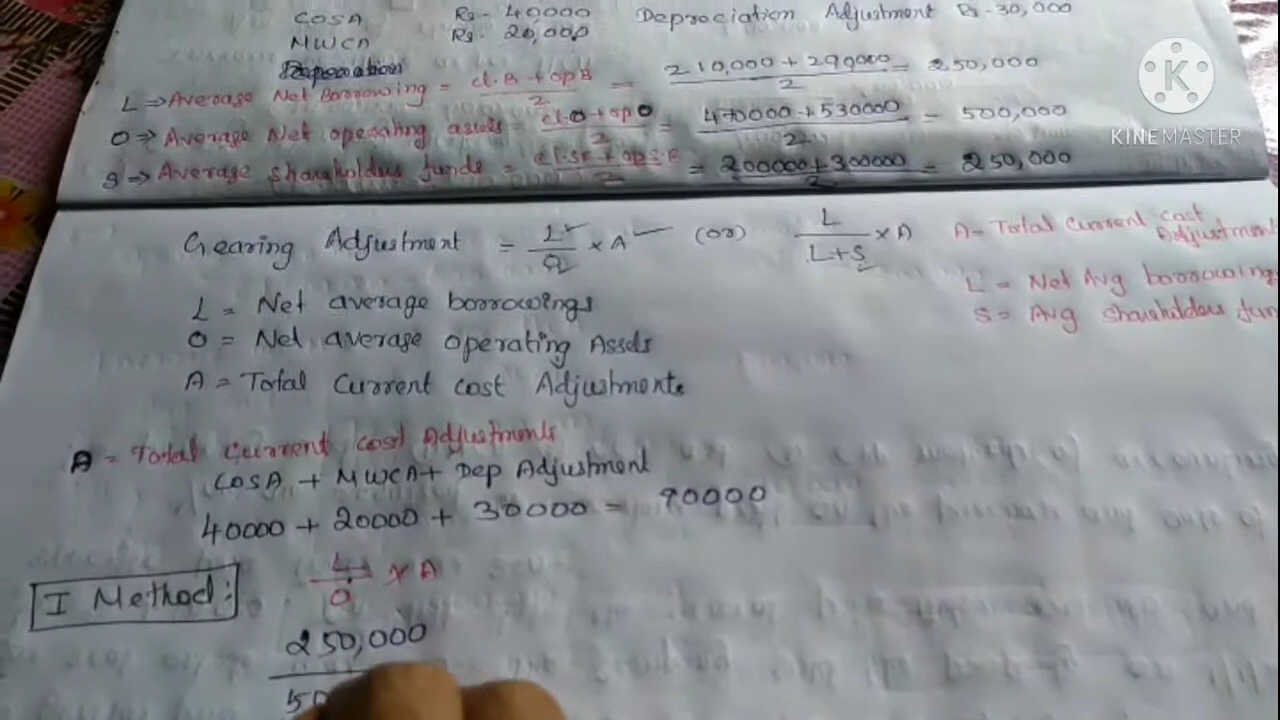 COSA Rs- 40000 Depreciation Adjustment Rs-30,000
MWCA Rs- 20,000
L => Average Net Borrowing = cl.B + opB / 2 = 210,000 + 290000 / 2 = 250,000
O => Average Net operating assets = cl.O + op O / 2 = 470000 + 530000 / 2 = 500,000
S => Average shareholders funds = cl.SF + op S.F / 2 = 200000 + 300000 / 2 = 250,000
K
KINEMASTER
Gearing Adjustment = L / O × A (or) L / L+S × A A = Total Current cost Adjustment
L = Net average borrowings L = Net Avg borrowings
O = Net average operating Assets S = Avg shareholders fun
A = Total Current cost Adjustments
A = Total Current cost Adjustments
COSA + MWCA + Dep Adjustment
40000 + 20000 + 30000 = 90000
I Method: L / O × A
250,000
50